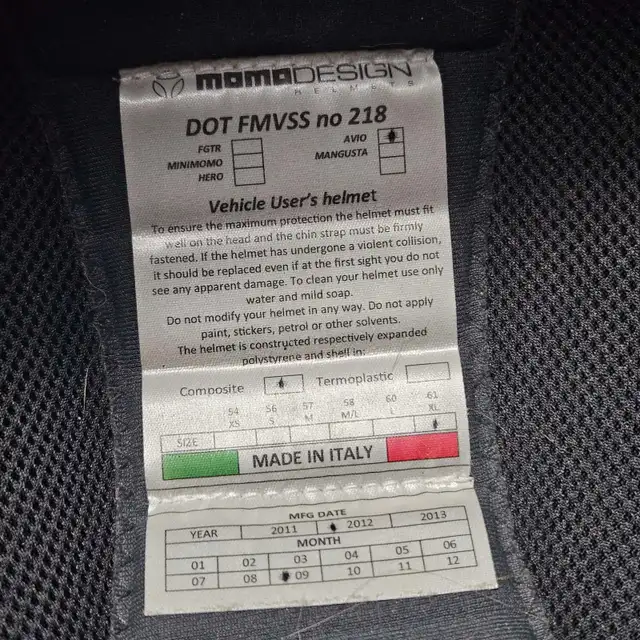 momoDESIGN
HELMETS
DOT FMVSS no 218
FGTR AVIO
MINIMOMO MANGUSTA
HERO
Vehicle User's helmet
To ensure the maximum protection the helmet must fit
well on the head and the chin strap must be firmly
fastened. If the helmet has undergone a violent collision,
it should be replaced even if at the first sight you do not
see any apparent damage. To clean your helmet use only
water and mild soap.
Do not modify your helmet in any way. Do not apply
paint, stickers, petrol or other solvents.
The helmet is constructed respectively expanded
polystyrene and shell in:
Composite Termoplastic
54 56 57 58 60 61
XS S M M/L L XL
SIZE
MADE IN ITALY
MFG DATE
YEAR 2011 2012 2013
MONTH
01 02 03 04 05 06
07 08 09 10 11 12